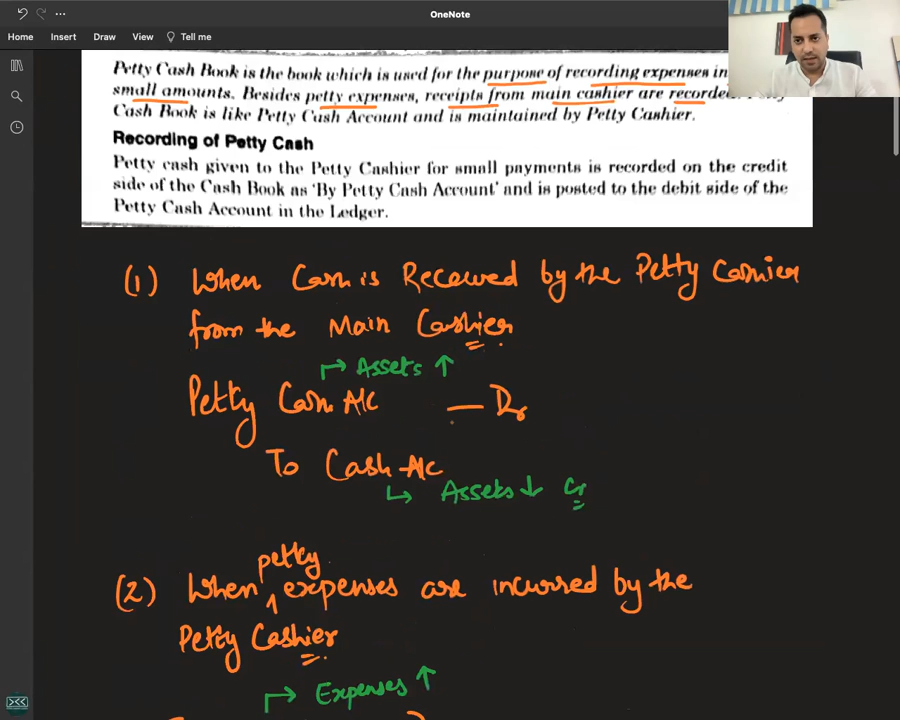 OneNote
Home Insert Draw View Tell me
Petty Cash Book is the book which is used for the purpose of recording expenses in
small amounts. Besides petty expenses, receipts from main cashier are recorded.
Cash Book is like Petty Cash Account and is maintained by Petty Cashier.
Recording of Petty Cash
Petty cash given to the Petty Cashier for small payments is recorded on the credit
side of the Cash Book as ‘By Petty Cash Account’ and is posted to the debit side of the
Petty Cash Account in the Ledger.
(1) When Cash is Received by the Petty Cashier
from the Main Cashier
↱ Assets ↑
Petty Cash A/c — Dr
To Cash A/c
↳ Assets ↓ Cr
petty
(2) When ^ expenses are incurred by the
Petty Cashier
↱ Expenses ↑